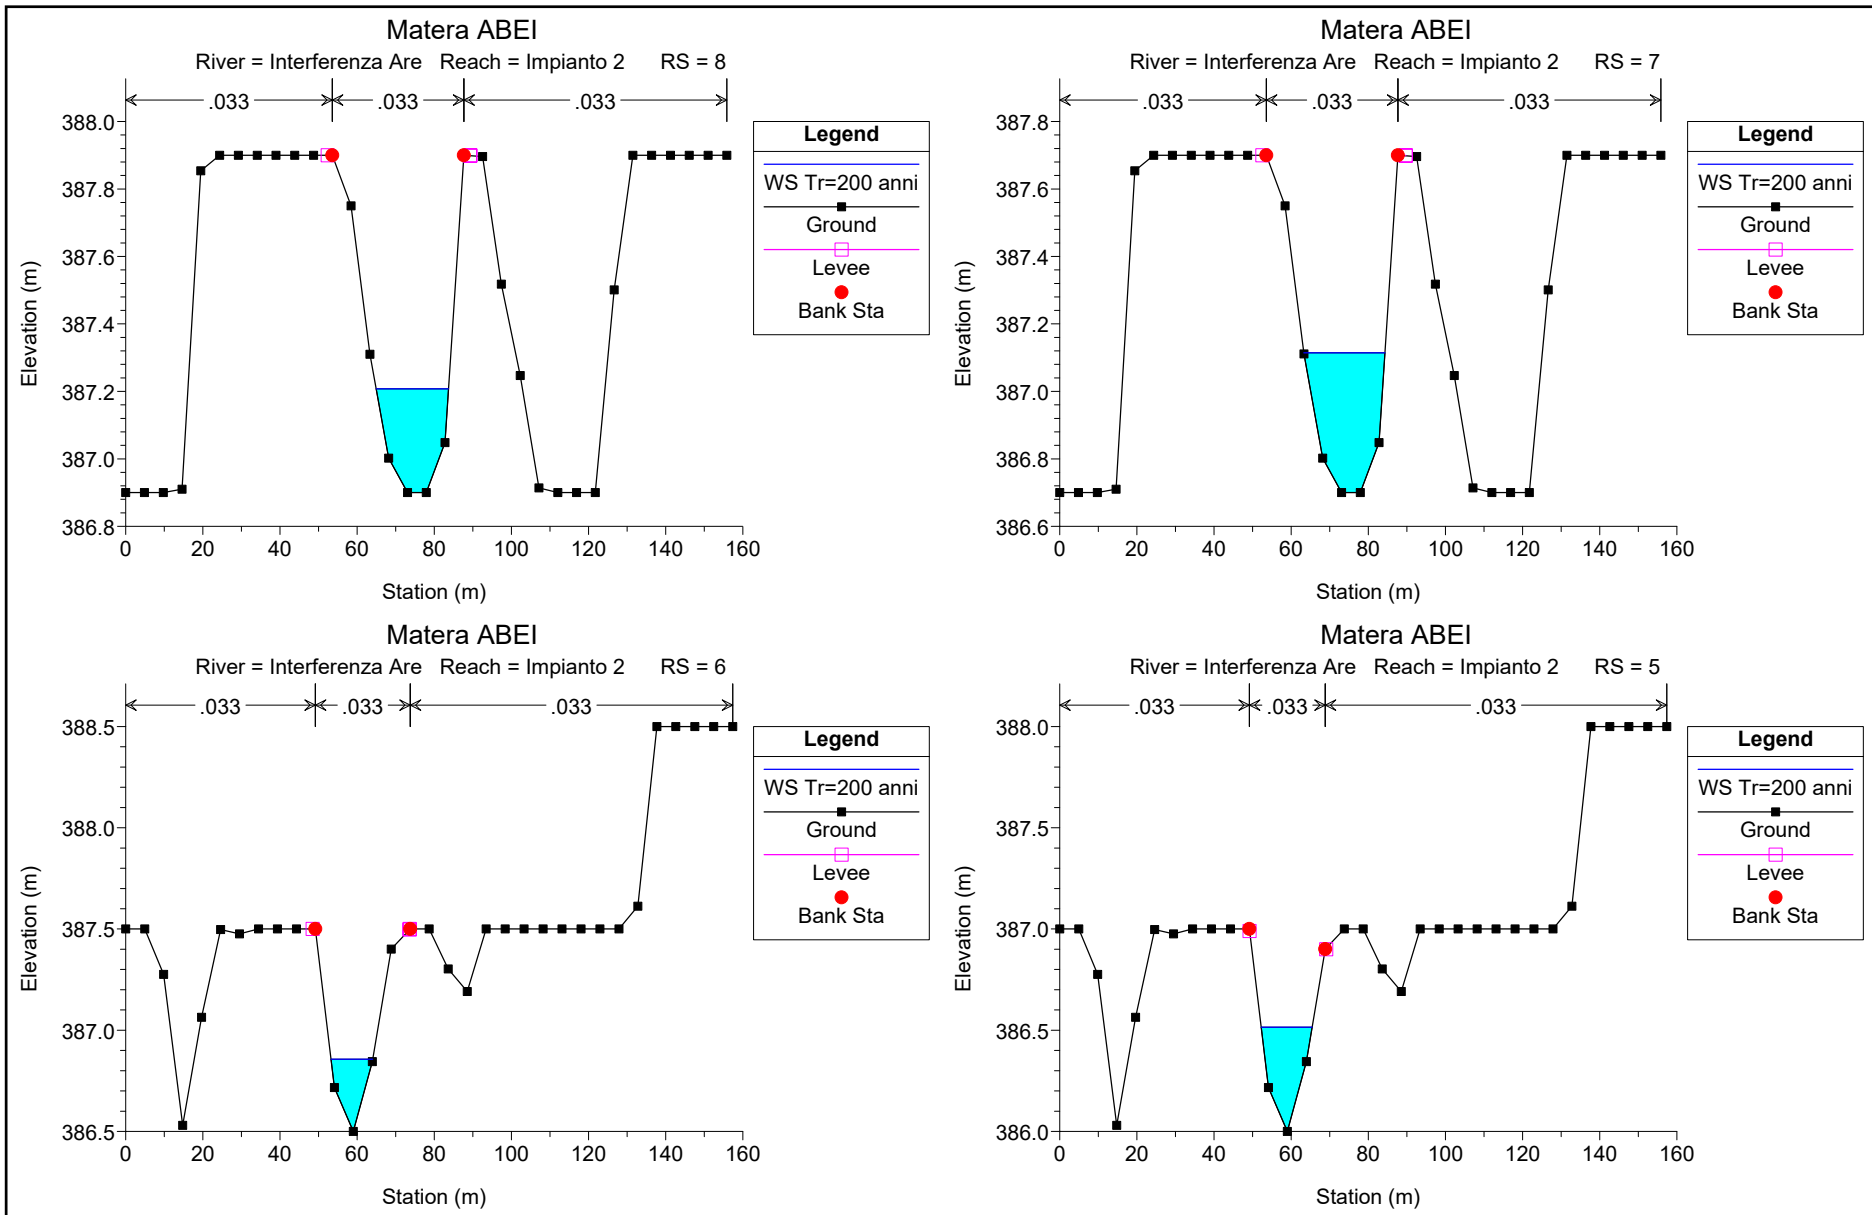 Matera ABEI
River = Interferenza Are Reach = Impianto 2 RS = 8
.033 .033 .033
388.0
387.8
387.6
387.4
387.2
387.0
386.8
0 20 40 60 80 100 120 140 160
Elevation (m)
Station (m)
Legend
WS Tr=200 anni
Ground
Levee
Bank Sta
Matera ABEI
River = Interferenza Are Reach = Impianto 2 RS = 7
.033 .033 .033
387.8
387.6
387.4
387.2
387.0
386.8
386.6
0 20 40 60 80 100 120 140 160
Elevation (m)
Station (m)
Legend
WS Tr=200 anni
Ground
Levee
Bank Sta
Matera ABEI
River = Interferenza Are Reach = Impianto 2 RS = 6
.033 .033 .033
388.5
388.0
387.5
387.0
386.5
0 20 40 60 80 100 120 140 160
Elevation (m)
Station (m)
Legend
WS Tr=200 anni
Ground
Levee
Bank Sta
Matera ABEI
River = Interferenza Are Reach = Impianto 2 RS = 5
.033 .033 .033
388.0
387.5
387.0
386.5
386.0
0 20 40 60 80 100 120 140 160
Elevation (m)
Station (m)
Legend
WS Tr=200 anni
Ground
Levee
Bank Sta